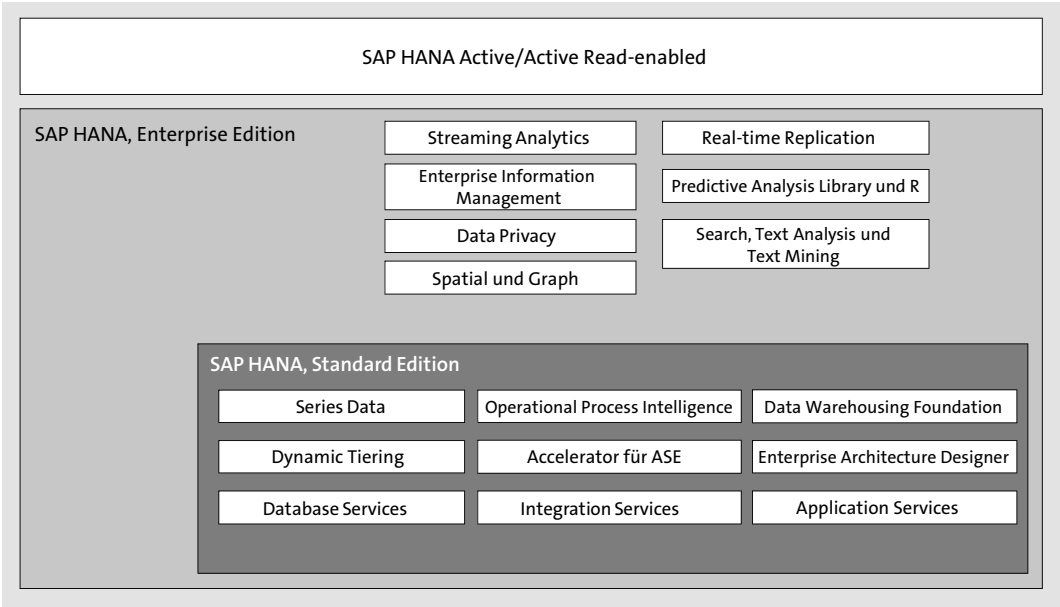 SAP HANA Active/Active Read-enabled
SAP HANA, Enterprise Edition
Streaming Analytics
Real-time Replication
Enterprise Information
Management
Predictive Analysis Library und R
Data Privacy
Search, Text Analysis und
Text Mining
Spatial und Graph
SAP HANA, Standard Edition
Series Data
Operational Process Intelligence
Data Warehousing Foundation
Dynamic Tiering
Accelerator für ASE
Enterprise Architecture Designer
Database Services
Integration Services
Application Services